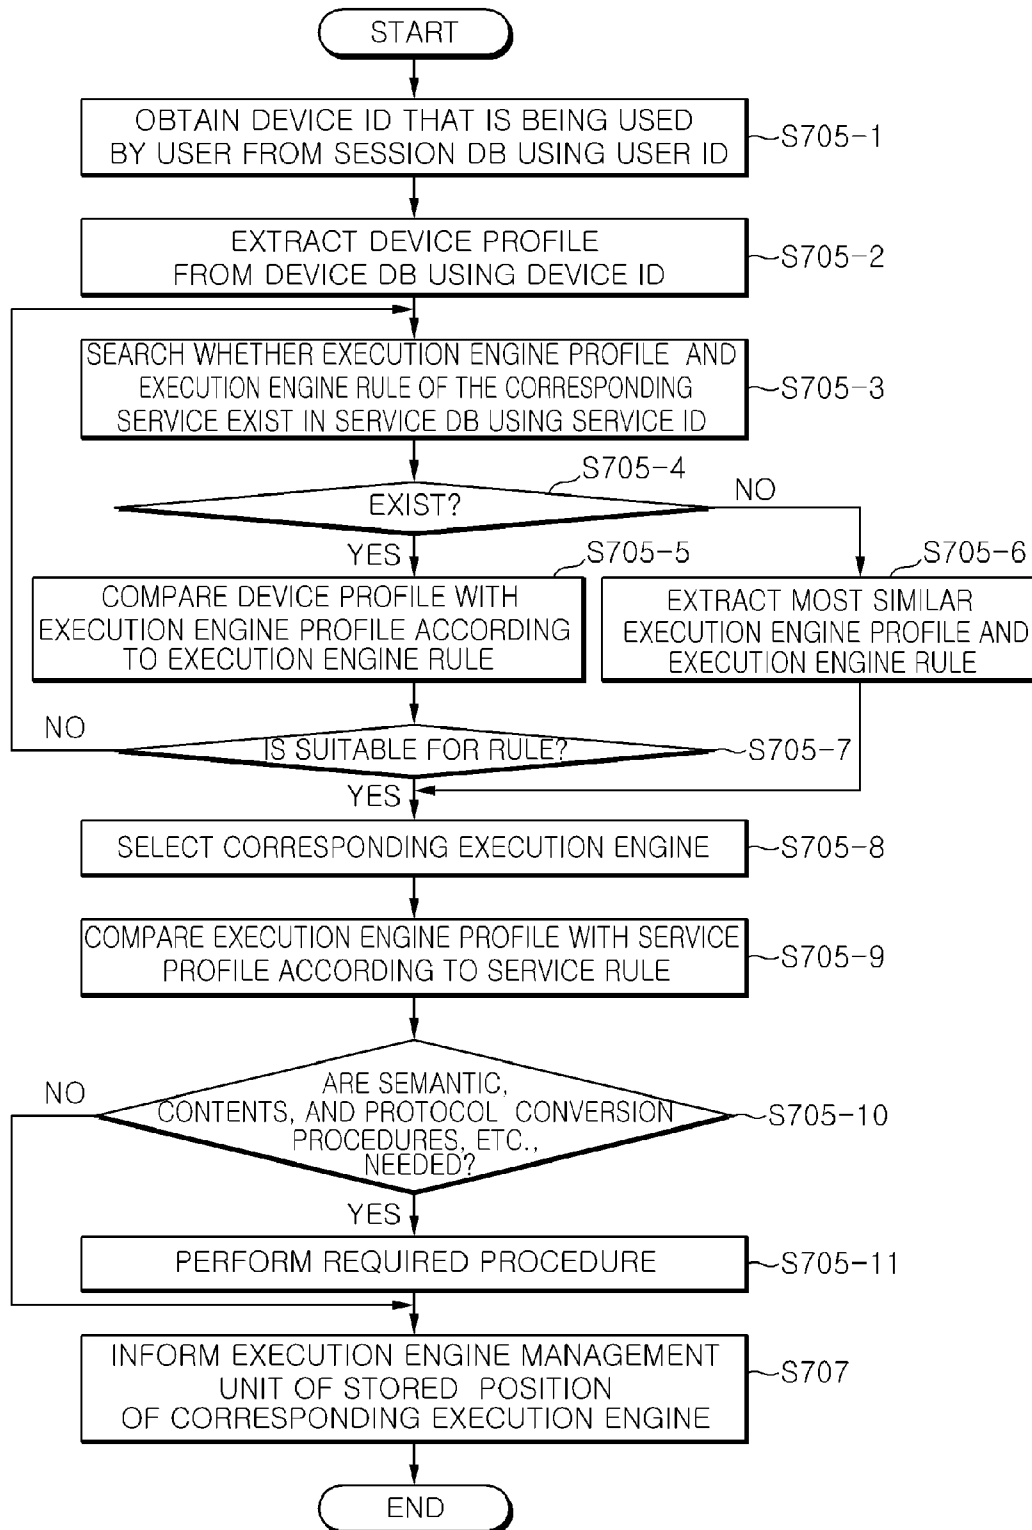 START
OBTAIN DEVICE ID THAT IS BEING USED
BY USER FROM SESSION DB USING USER ID
S705-1
EXTRACT DEVICE PROFILE
FROM DEVICE DB USING DEVICE ID
S705-2
SEARCH WHETHER EXECUTION ENGINE PROFILE AND
EXECUTION ENGINE RULE OF THE CORRESPONDING
SERVICE EXIST IN SERVICE DB USING SERVICE ID
S705-3
S705-4
EXIST?
NO
YES
S705-5
S705-6
COMPARE DEVICE PROFILE WITH
EXECUTION ENGINE PROFILE ACCORDING
TO EXECUTION ENGINE RULE
EXTRACT MOST SIMILAR
EXECUTION ENGINE PROFILE AND
EXECUTION ENGINE RULE
NO
IS SUITABLE FOR RULE?
S705-7
YES
SELECT CORRESPONDING EXECUTION ENGINE
S705-8
COMPARE EXECUTION ENGINE PROFILE WITH SERVICE
PROFILE ACCORDING TO SERVICE RULE
S705-9
NO
ARE SEMANTIC,
CONTENTS, AND PROTOCOL CONVERSION
PROCEDURES, ETC.,
NEEDED?
S705-10
YES
PERFORM REQUIRED PROCEDURE
S705-11
INFORM EXECUTION ENGINE MANAGEMENT
UNIT OF STORED POSITION
OF CORRESPONDING EXECUTION ENGINE
S707
END